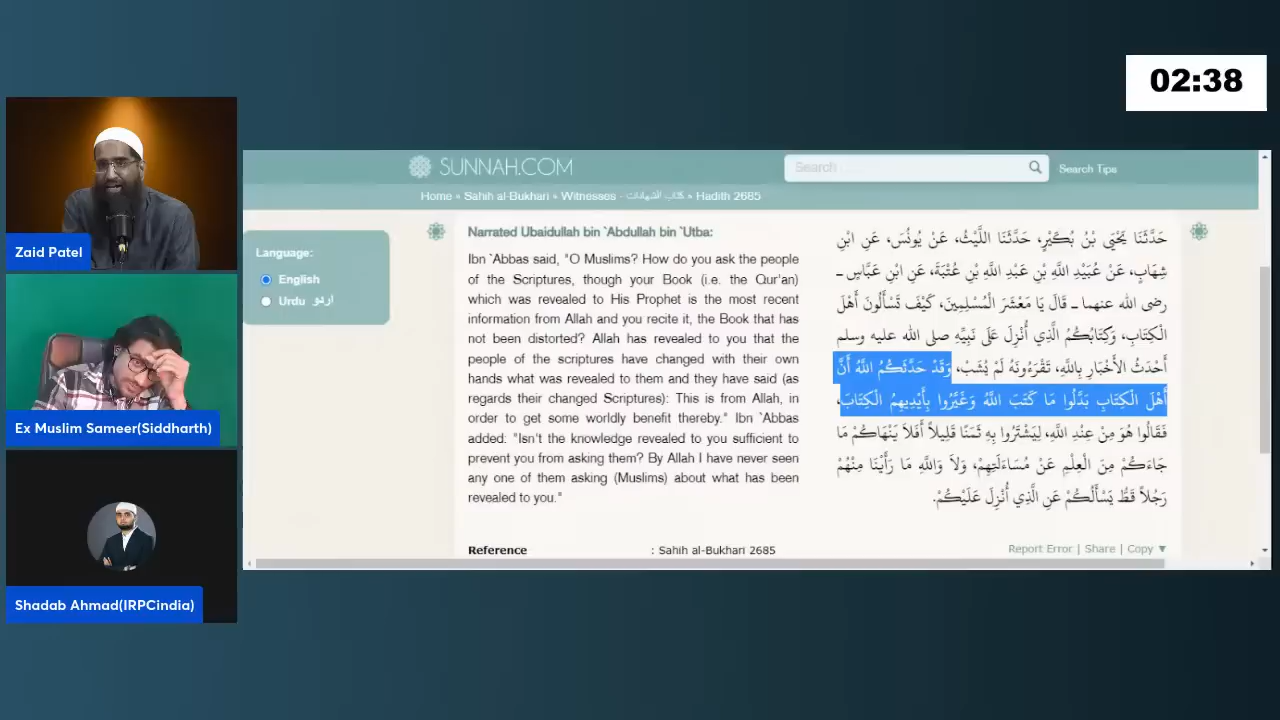 02:38
Zaid Patel
Ex Muslim Sameer(Siddharth)
Shadab Ahmad(IRPCindia)
SUNNAH.COM
Search ......
Search Tips
Home » Sahih al-Bukhari » Witnesses - كتاب الشهادات » Hadith 2685
Language:
English
Urdu اردو
Narrated Ubaidullah bin `Abdullah bin `Utba:
Ibn `Abbas said, "O Muslims? How do you ask the people
of the Scriptures, though your Book (i.e. the Qur'an)
which was revealed to His Prophet is the most recent
information from Allah and you recite it, the Book that has
not been distorted? Allah has revealed to you that the
people of the scriptures have changed with their own
hands what was revealed to them and they have said (as
regards their changed Scriptures): This is from Allah, in
order to get some worldly benefit thereby." Ibn `Abbas
added: "Isn't the knowledge revealed to you sufficient to
prevent you from asking them? By Allah I have never seen
any one of them asking (Muslims) about what has been
revealed to you."
حَدَّثَنَا يَحْيَى بْنُ بُكَيْرٍ، حَدَّثَنَا اللَّيْثُ، عَنْ يُونُسَ، عَنِ ابْنِ
شِهَابٍ، عَنْ عُبَيْدِ اللَّهِ بْنِ عَبْدِ اللَّهِ بْنِ عُتْبَةَ، عَنِ ابْنِ عَبَّاسٍ ـ
رضى الله عنهما ـ قَالَ يَا مَعْشَرَ الْمُسْلِمِينَ، كَيْفَ تَسْأَلُونَ أَهْلَ
الْكِتَابِ، وَكِتَابُكُمُ الَّذِي أُنْزِلَ عَلَى نَبِيِّهِ صلى الله عليه وسلم
أَحْدَثُ الأَخْبَارِ بِاللَّهِ، تَقْرَءُونَهُ لَمْ يُشَبْ، وَقَدْ حَدَّثَكُمُ اللَّهُ أَنَّ
أَهْلَ الْكِتَابِ بَدَّلُوا مَا كَتَبَ اللَّهُ وَغَيَّرُوا بِأَيْدِيهِمُ الْكِتَابَ،
فَقَالُوا هُوَ مِنْ عِنْدِ اللَّهِ، لِيَشْتَرُوا بِهِ ثَمَنًا قَلِيلاً أَفَلاَ يَنْهَاكُمْ مَا
جَاءَكُمْ مِنَ الْعِلْمِ عَنْ مُسَاءَلَتِهِمْ، وَلاَ وَاللَّهِ مَا رَأَيْنَا مِنْهُمْ
رَجُلاً قَطُّ يَسْأَلُكُمْ عَنِ الَّذِي أُنْزِلَ عَلَيْكُمْ.
Reference : Sahih al-Bukhari 2685
Report Error | Share | Copy ▼